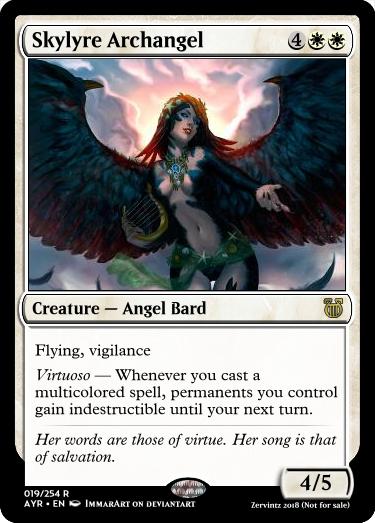 Skylyre Archangel 4
Creature — Angel Bard
Flying, vigilance
Virtuoso — Whenever you cast a
multicolored spell, permanents you control
gain indestructible until your next turn.
Her words are those of virtue. Her song is that
of salvation.
4/5
019/254 R
AYR • EN ImmarArt on deviantArt
Zervintz 2018 (Not for sale)